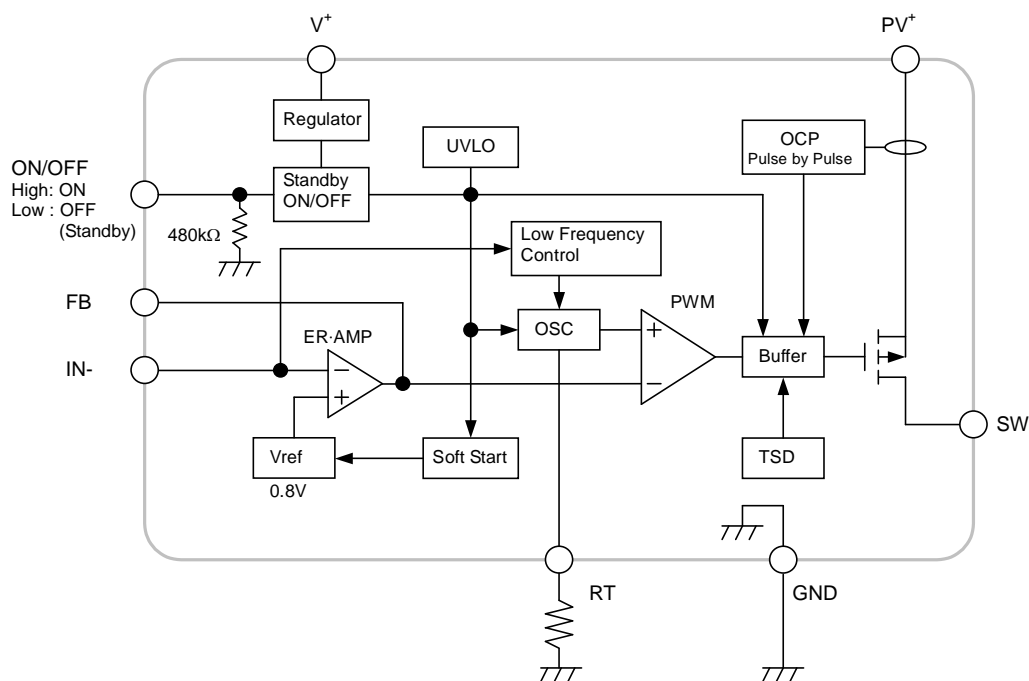 V+
PV+
Regulator
UVLO
OCP
Pulse by Pulse
ON/OFF
High: ON
Low : OFF
(Standby)
Standby
ON/OFF
480kΩ
Low Frequency
Control
FB
PWM
ER·AMP
OSC
+
Buffer
IN-
−
−
+
SW
Vref
Soft Start
TSD
0.8V
RT
GND